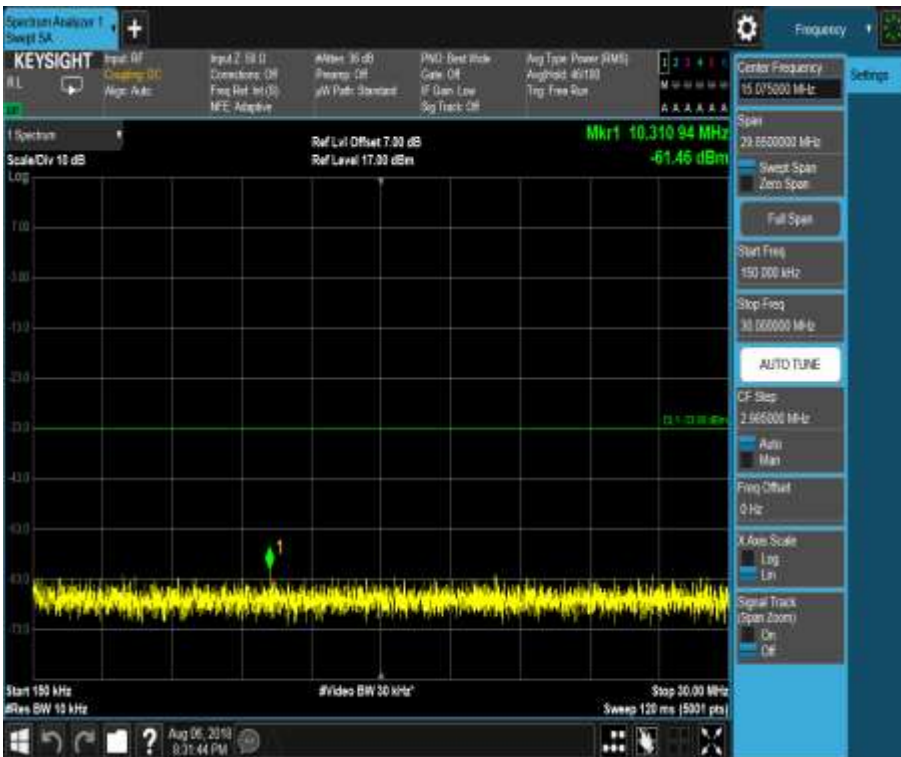 Spectrum Analyzer 1
Swept SA
+
Frequency
KEYSIGHT
Input: RF
Coupling: DC
Align: Auto
Input Z: 50 Ω
Corrections: Off
Freq Ref: Int (S)
NFE: Adaptive
#Atten: 36 dB
Preamp: Off
µW Path: Standard
PNO: Best Wide
Gate: Off
IF Gain: Low
Sig Track: Off
Avg Type: Power (RMS)
Trig: Free Run
A A A A A A
Settings
1 Spectrum
Scale/Div 10 dB
Log
Ref Lvl Offset 7.00 dB
Ref Level 17.00 dBm
Mkr1 10.310 94 MHz
-61.46 dBm
7.00
-3.00
-13.0
-23.0
-33.0
-43.0
-53.0
-63.0
-73.0
1
Start 150 kHz
#Res BW 10 kHz
#Video BW 30 kHz*
Stop 30.00 MHz
Sweep 120 ms (5001 pts)
Center Frequency
15.075000 MHz
Span
29.8500000 MHz
Swept Span
Zero Span
Full Span
Start Freq
150.000 kHz
Stop Freq
30.000000 MHz
AUTO TUNE
CF Step
2.985000 MHz
Auto
Man
Freq Offset
0 Hz
X Axis Scale
Log
Lin
Signal Track
(Span Zoom)
On
Off
?
Aug 06, 2018
8:31:44 PM